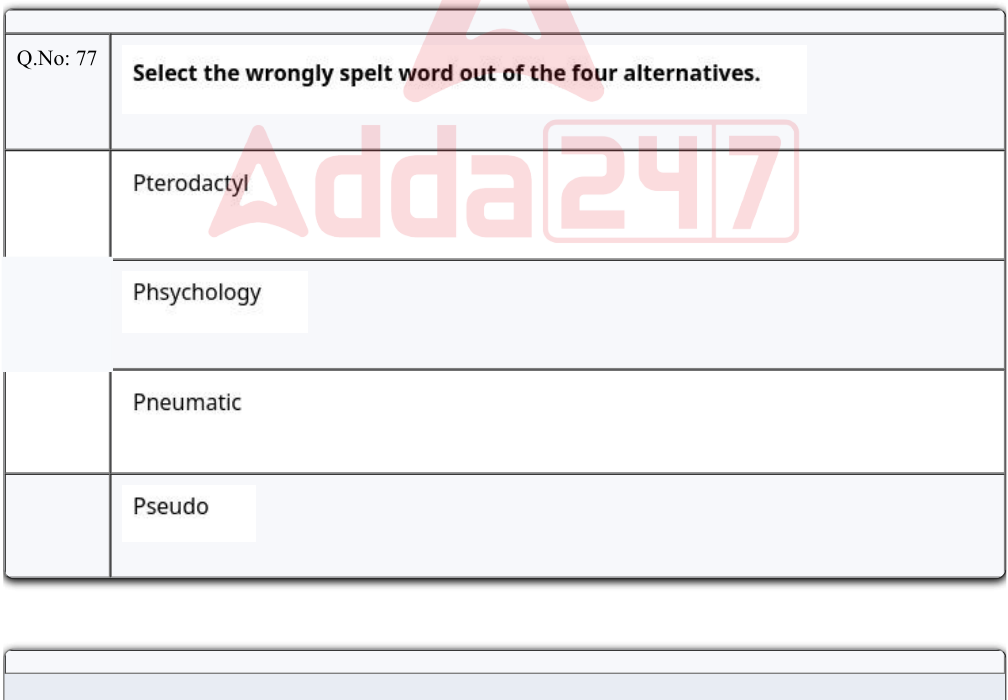 Q.No: 77
Select the wrongly spelt word out of the four alternatives.
Adda247
Pterodactyl
Phsychology
Pneumatic
Pseudo